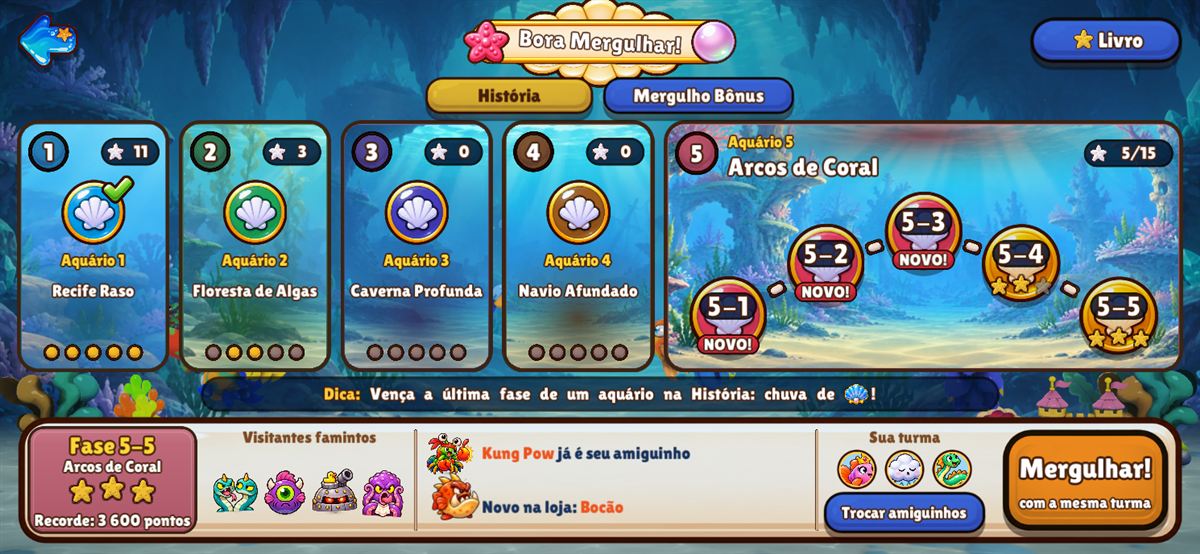 Bora Mergulhar!
Livro
História
Mergulho Bônus
1
11
Aquário 1
Recife Raso
2
3
Aquário 2
Floresta de Algas
3
0
Aquário 3
Caverna Profunda
4
0
Aquário 4
Navio Afundado
5
Aquário 5
Arcos de Coral
5/15
5-1
NOVO!
5-2
NOVO!
5-3
NOVO!
5-4
5-5
Dica: Vença a última fase de um aquário na História: chuva de !
Fase 5-5
Arcos de Coral
Recorde: 3 600 pontos
Visitantes famintos
Kung Pow já é seu amiguinho
Novo na loja: Bocão
Sua turma
Trocar amiguinhos
Mergulhar!
com a mesma turma